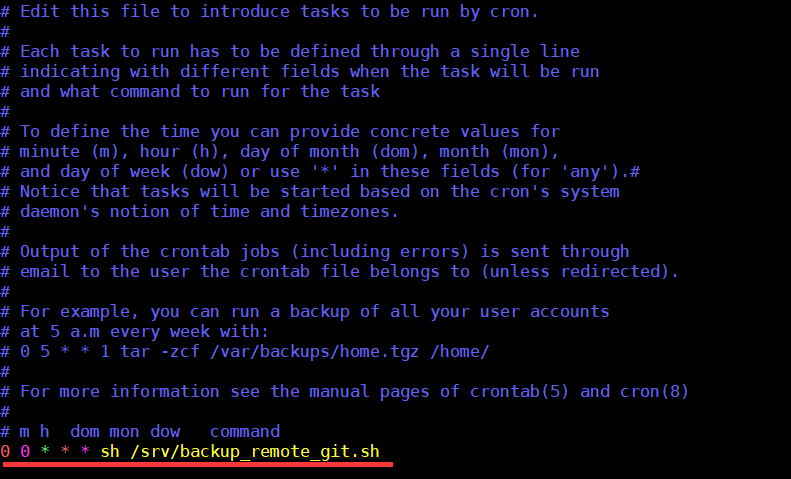 # Edit this file to introduce tasks to be run by cron.
#
# Each task to run has to be defined through a single line
# indicating with different fields when the task will be run
# and what command to run for the task
#
# To define the time you can provide concrete values for
# minute (m), hour (h), day of month (dom), month (mon),
# and day of week (dow) or use '*' in these fields (for 'any').#
# Notice that tasks will be started based on the cron's system
# daemon's notion of time and timezones.
#
# Output of the crontab jobs (including errors) is sent through
# email to the user the crontab file belongs to (unless redirected).
#
# For example, you can run a backup of all your user accounts
# at 5 a.m every week with:
# 0 5 * * 1 tar -zcf /var/backups/home.tgz /home/
#
# For more information see the manual pages of crontab(5) and cron(8)
#
# m h  dom mon dow   command
0 0 * * * sh /srv/backup_remote_git.sh